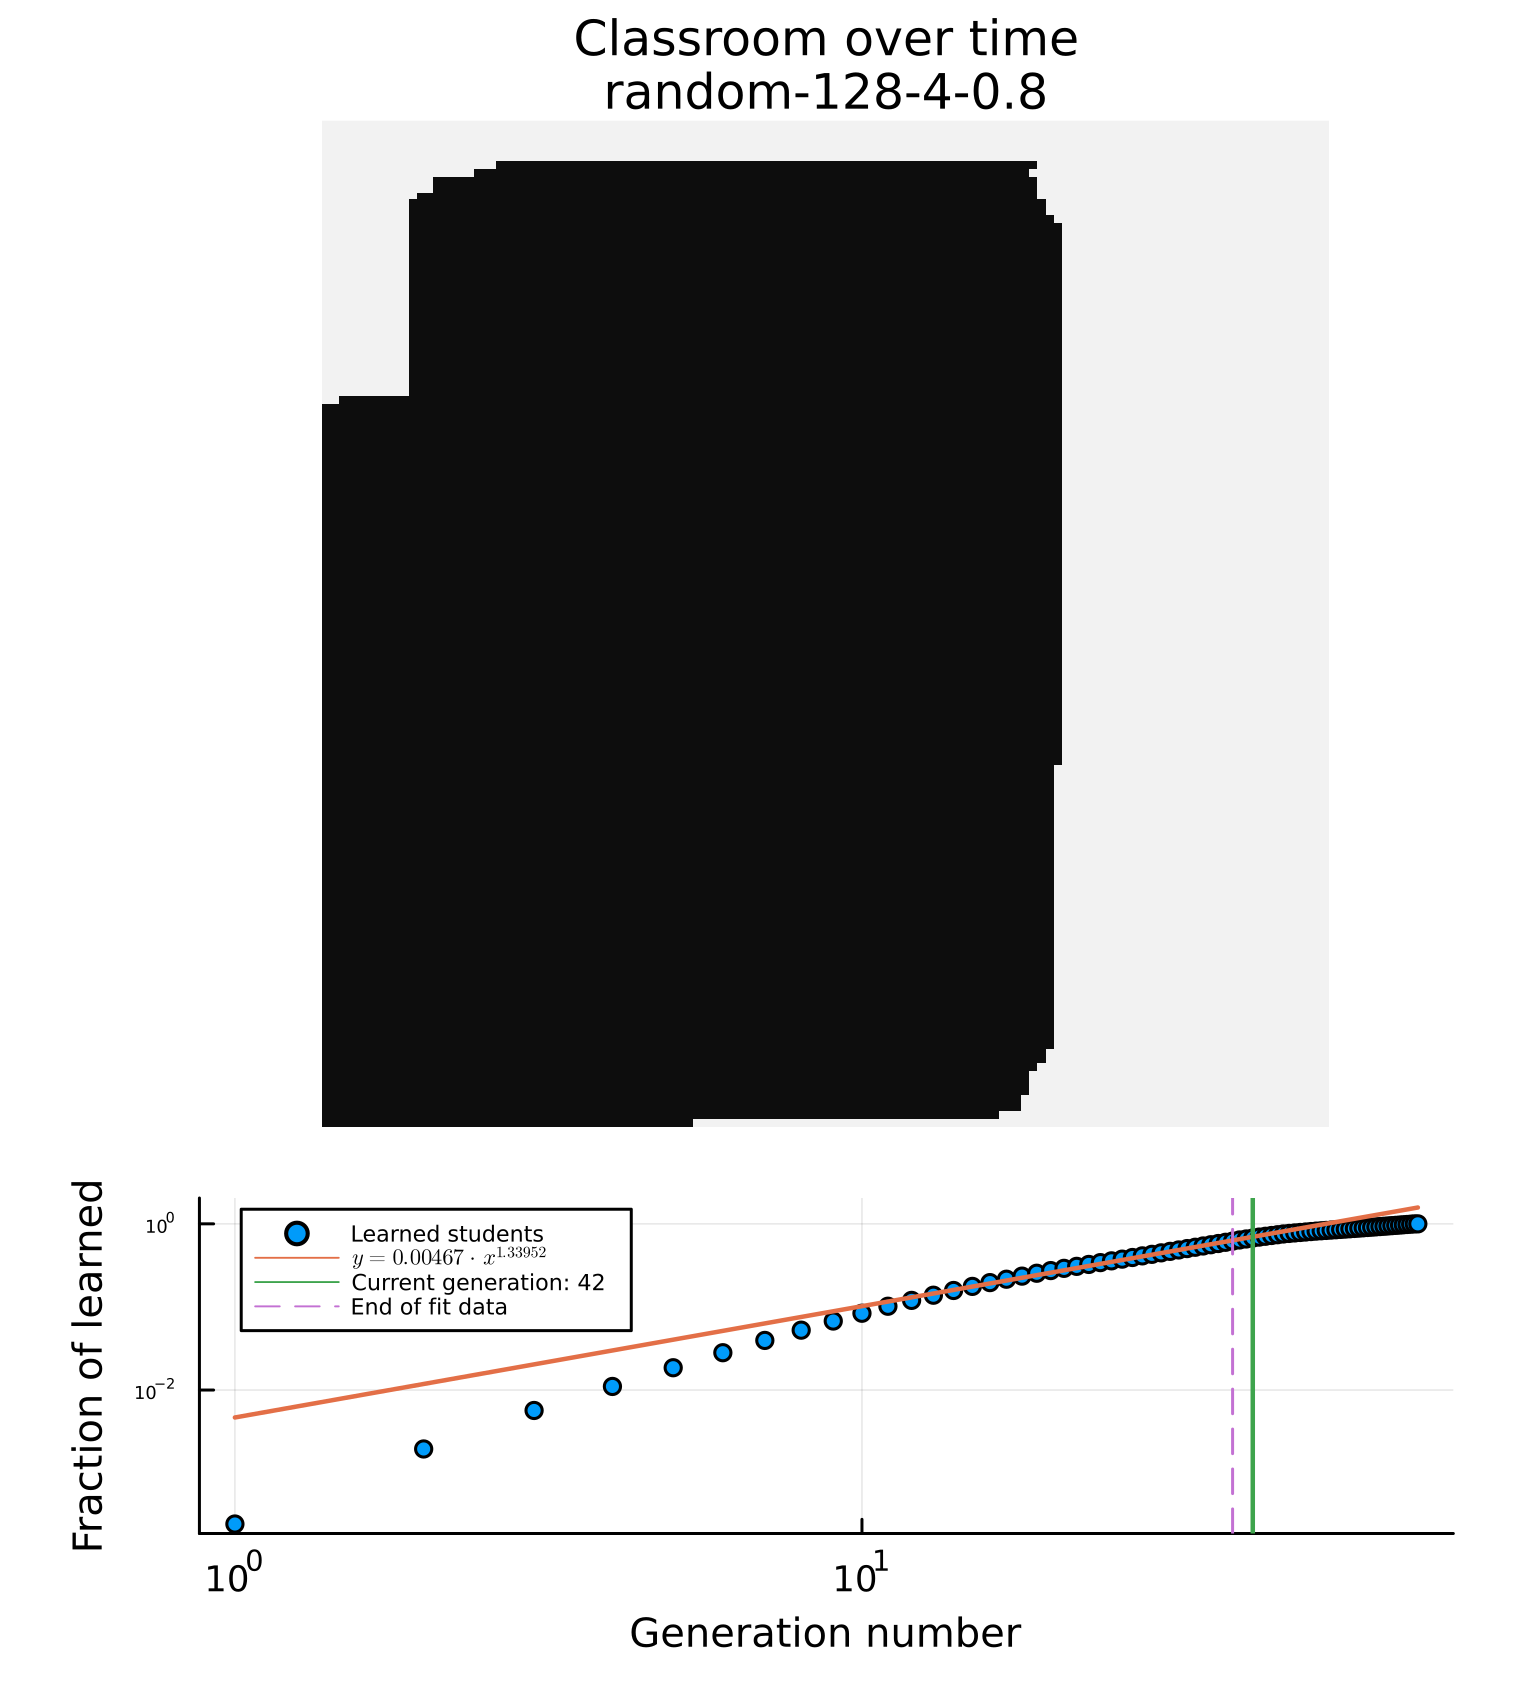 Classroom over time
random-128-4-0.8
Fraction of learned
10^0
10^-2
Learned students
y = 0.00467 · x^1.33952
Current generation: 42
End of fit data
10^0
10^1
Generation number